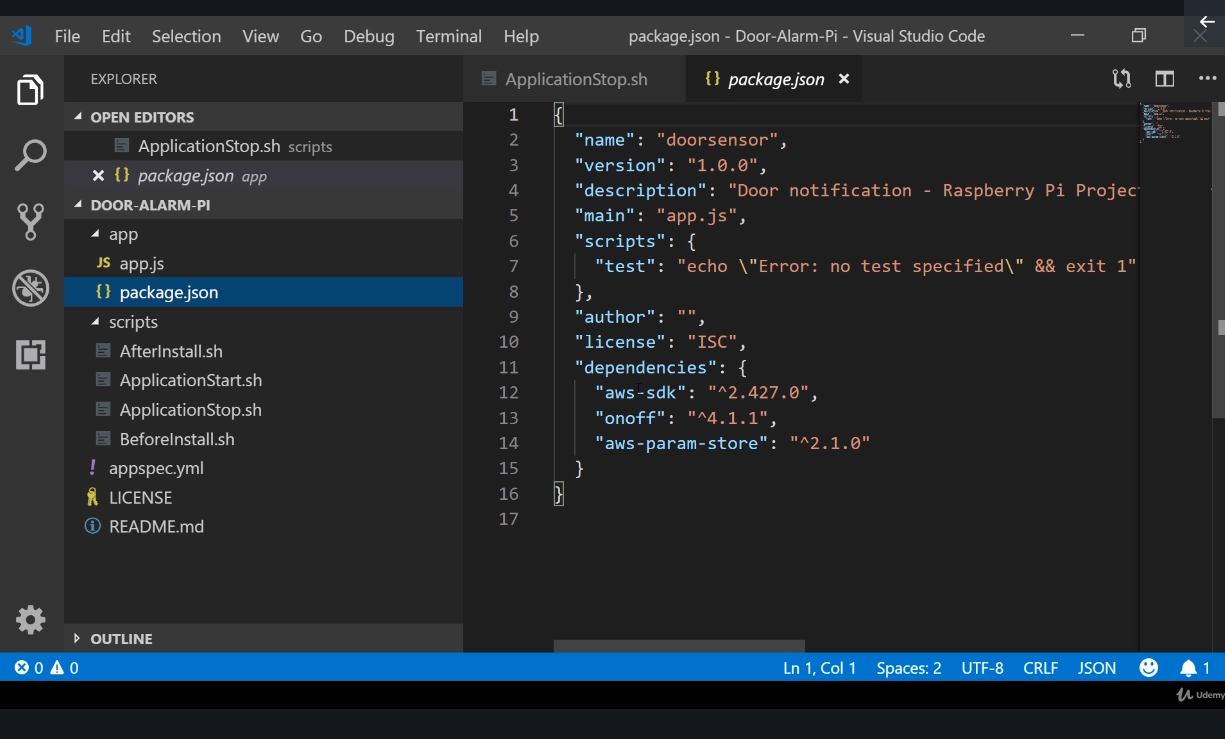 File Edit Selection View Go Debug Terminal Help package.json - Door-Alarm-Pi - Visual Studio Code
EXPLORER
OPEN EDITORS
ApplicationStop.sh scripts
package.json app
DOOR-ALARM-PI
app
JS app.js
{} package.json
scripts
AfterInstall.sh
ApplicationStart.sh
ApplicationStop.sh
BeforeInstall.sh
! appspec.yml
LICENSE
README.md
OUTLINE
ApplicationStop.sh {} package.json
1 {
2 "name": "doorsensor",
3 "version": "1.0.0",
4 "description": "Door notification - Raspberry Pi Project
5 "main": "app.js",
6 "scripts": {
7 "test": "echo \"Error: no test specified\" && exit 1"
8 },
9 "author": "",
10 "license": "ISC",
11 "dependencies": {
12 "aws-sdk": "^2.427.0",
13 "onoff": "^4.1.1",
14 "aws-param-store": "^2.1.0"
15 }
16 }
17
0 0 Ln 1, Col 1 Spaces: 2 UTF-8 CRLF JSON 1
Udemy